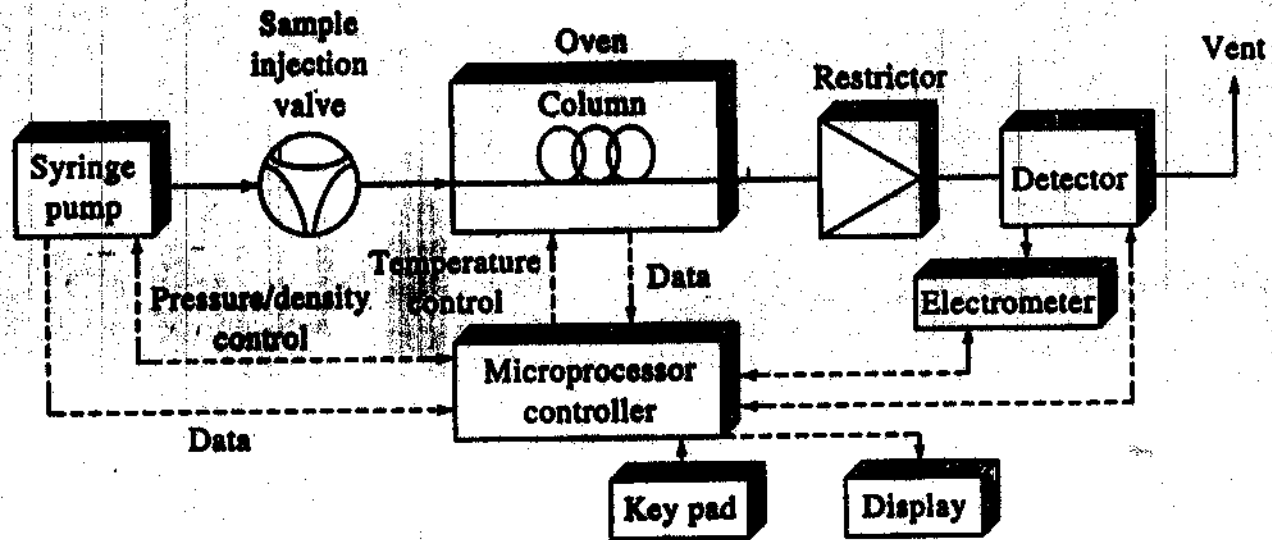 Sample
injection
valve
Oven
Column
Restrictor
Vent
Syringe
pump
Detector
Temperature
control
Data
Pressure/density
control
Electrometer
Microprocessor
controller
Data
Key pad
Display